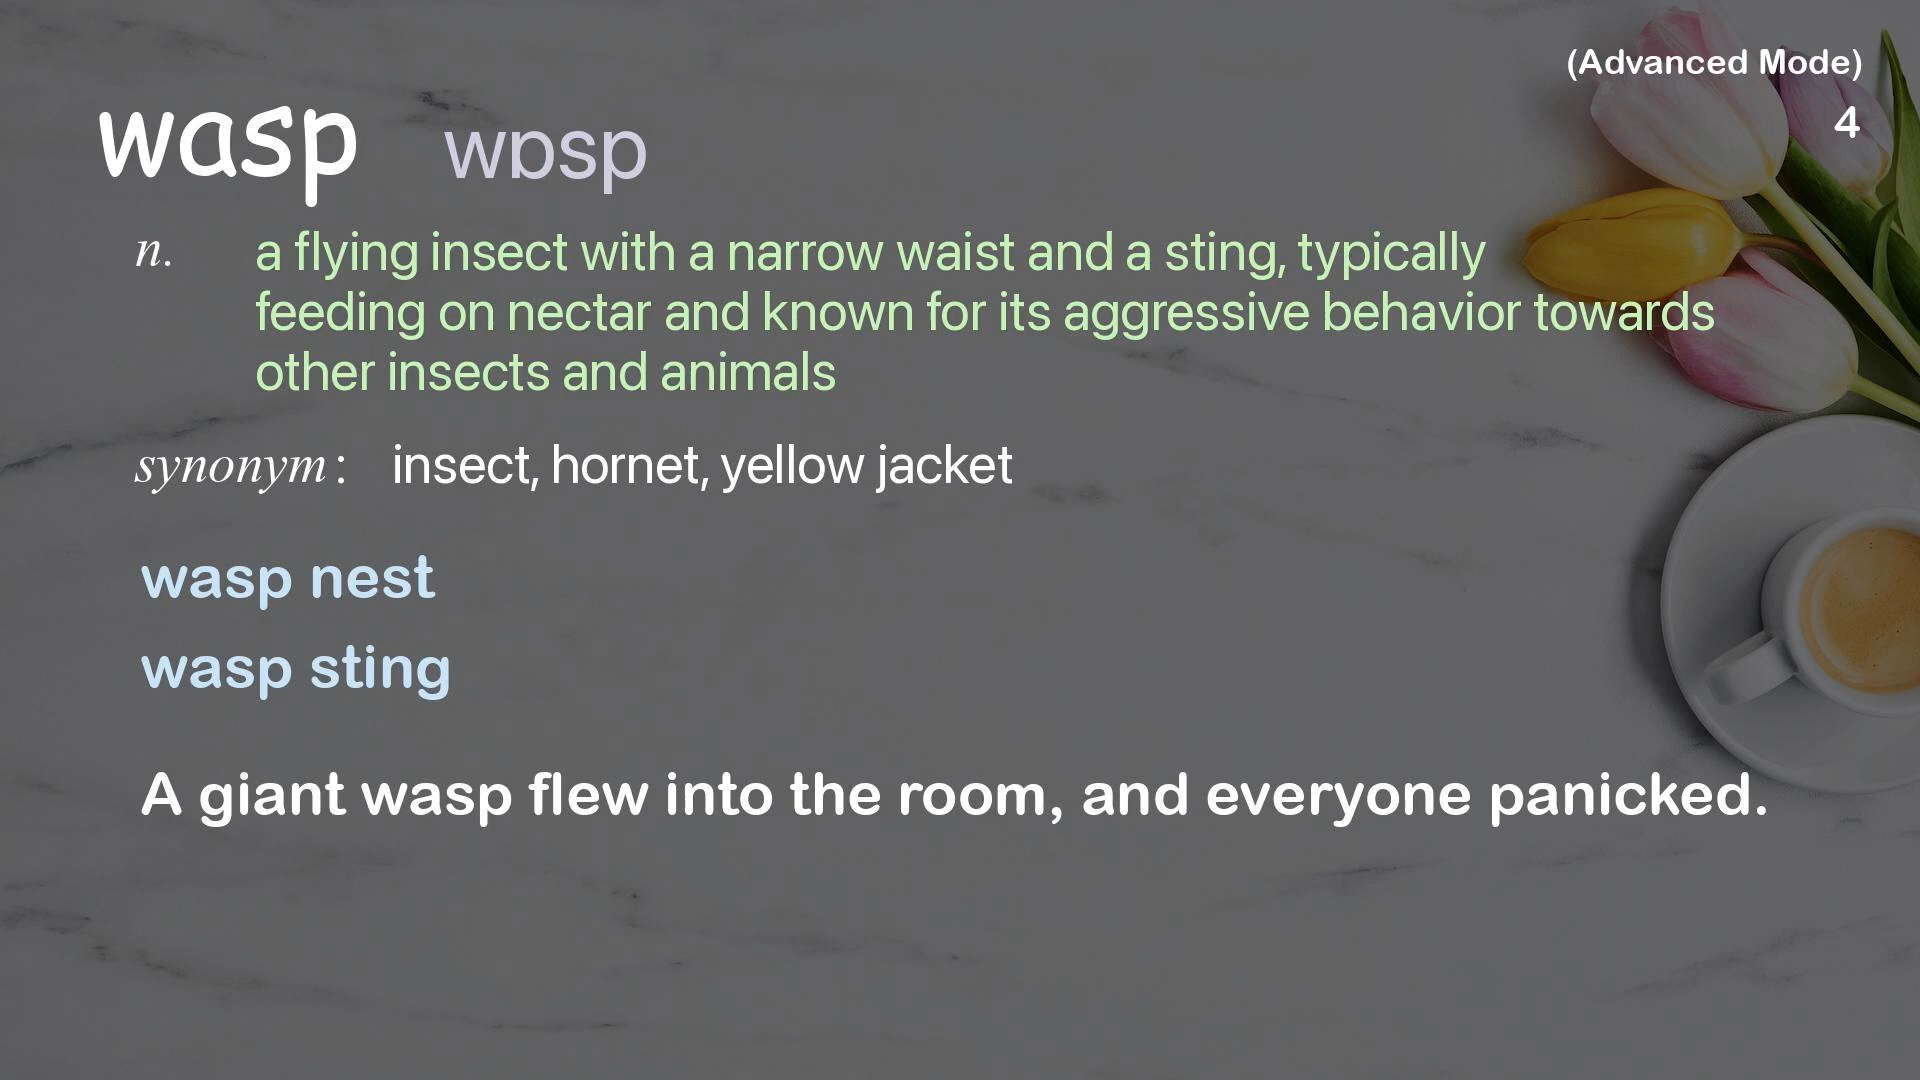 (Advanced Mode)
4
wasp wɒsp
n. a flying insect with a narrow waist and a sting, typically
feeding on nectar and known for its aggressive behavior towards
other insects and animals
synonym: insect, hornet, yellow jacket
wasp nest
wasp sting
A giant wasp flew into the room, and everyone panicked.